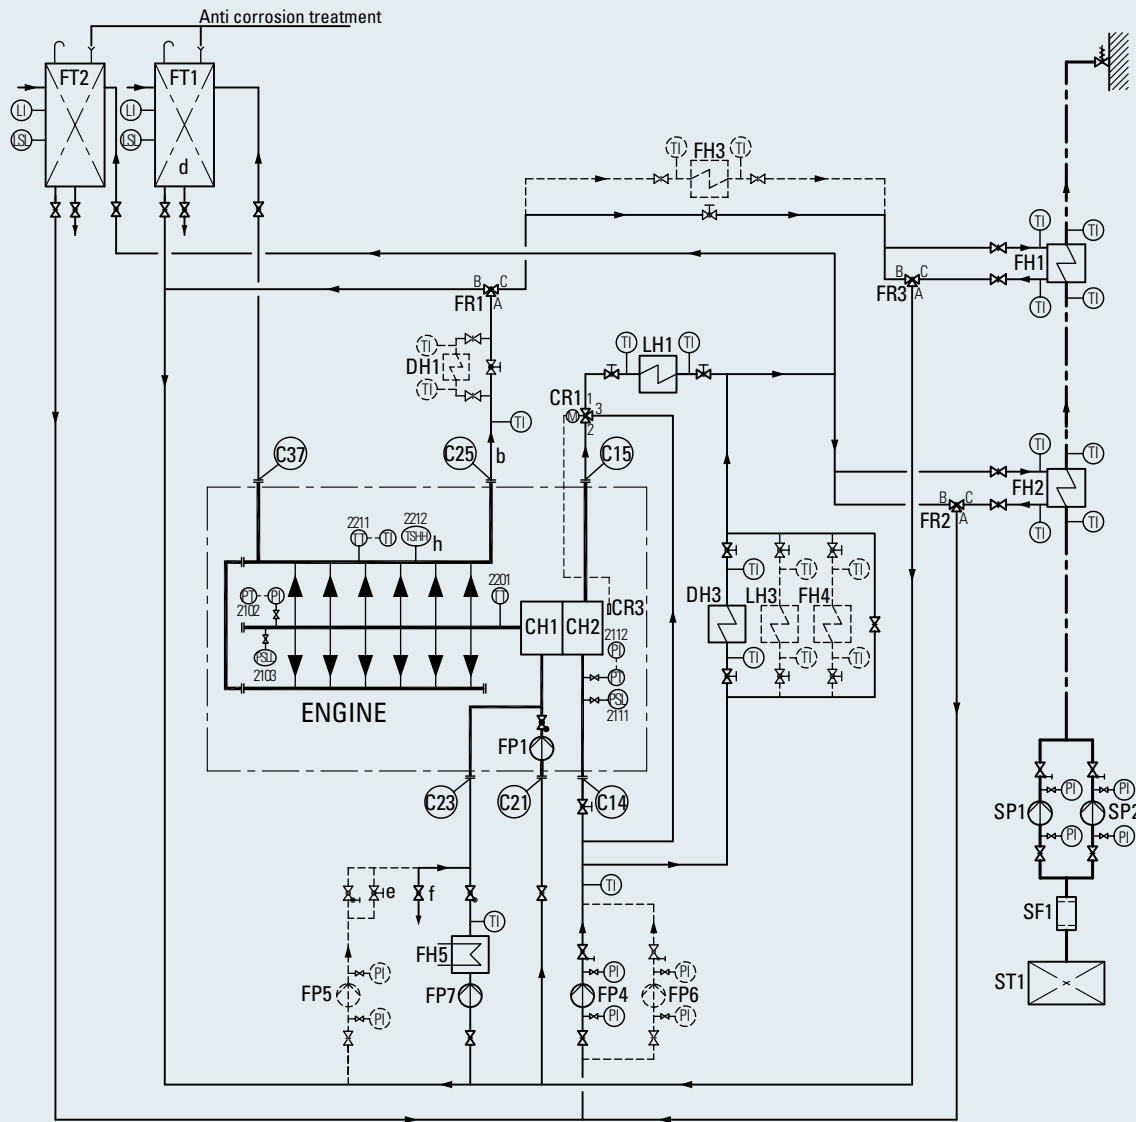 Anti corrosion treatment
FT2
FT1
LI
LI
LSL
LSL
d
TI
FH3
TI
TI
TI
FH1
TI
TI
B
C
FR1
A
B
C
FR3
A
TI
DH1
TI
TI
LH1
TI
CR1
1
M
3
2
TI
b
C37
C25
C15
TI
TI
FH2
TI
TI
B
C
FR2
A
2211
TT
TI
2212
TSHH
h
2201
TT
PT
PI
2102
PSLL
2103
CH1
CH2
CR3
2112
PI
PT
PSL
2111
ENGINE
FP1
TI
TI
TI
DH3
LH3
FH4
TI
TI
TI
C23
C21
C14
PI
PI
SP1
SP2
PI
PI
e
f
TI
TI
SF1
FH5
PI
PI
PI
FP5
FP7
FP4
FP6
PI
PI
PI
ST1